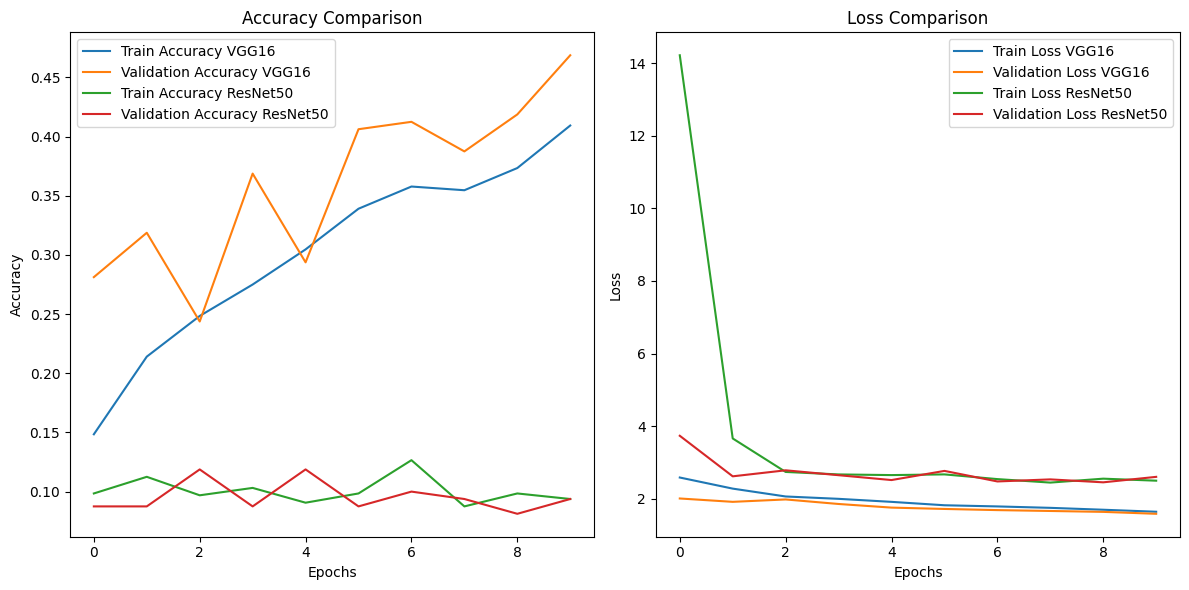 Accuracy Comparison
Train Accuracy VGG16
Validation Accuracy VGG16
Train Accuracy ResNet50
Validation Accuracy ResNet50
0.45
0.40
0.35
0.30
0.25
0.20
0.15
0.10
Accuracy
0 2 4 6 8
Epochs
Loss Comparison
Train Loss VGG16
Validation Loss VGG16
Train Loss ResNet50
Validation Loss ResNet50
14
12
10
8
6
4
2
Loss
0 2 4 6 8
Epochs